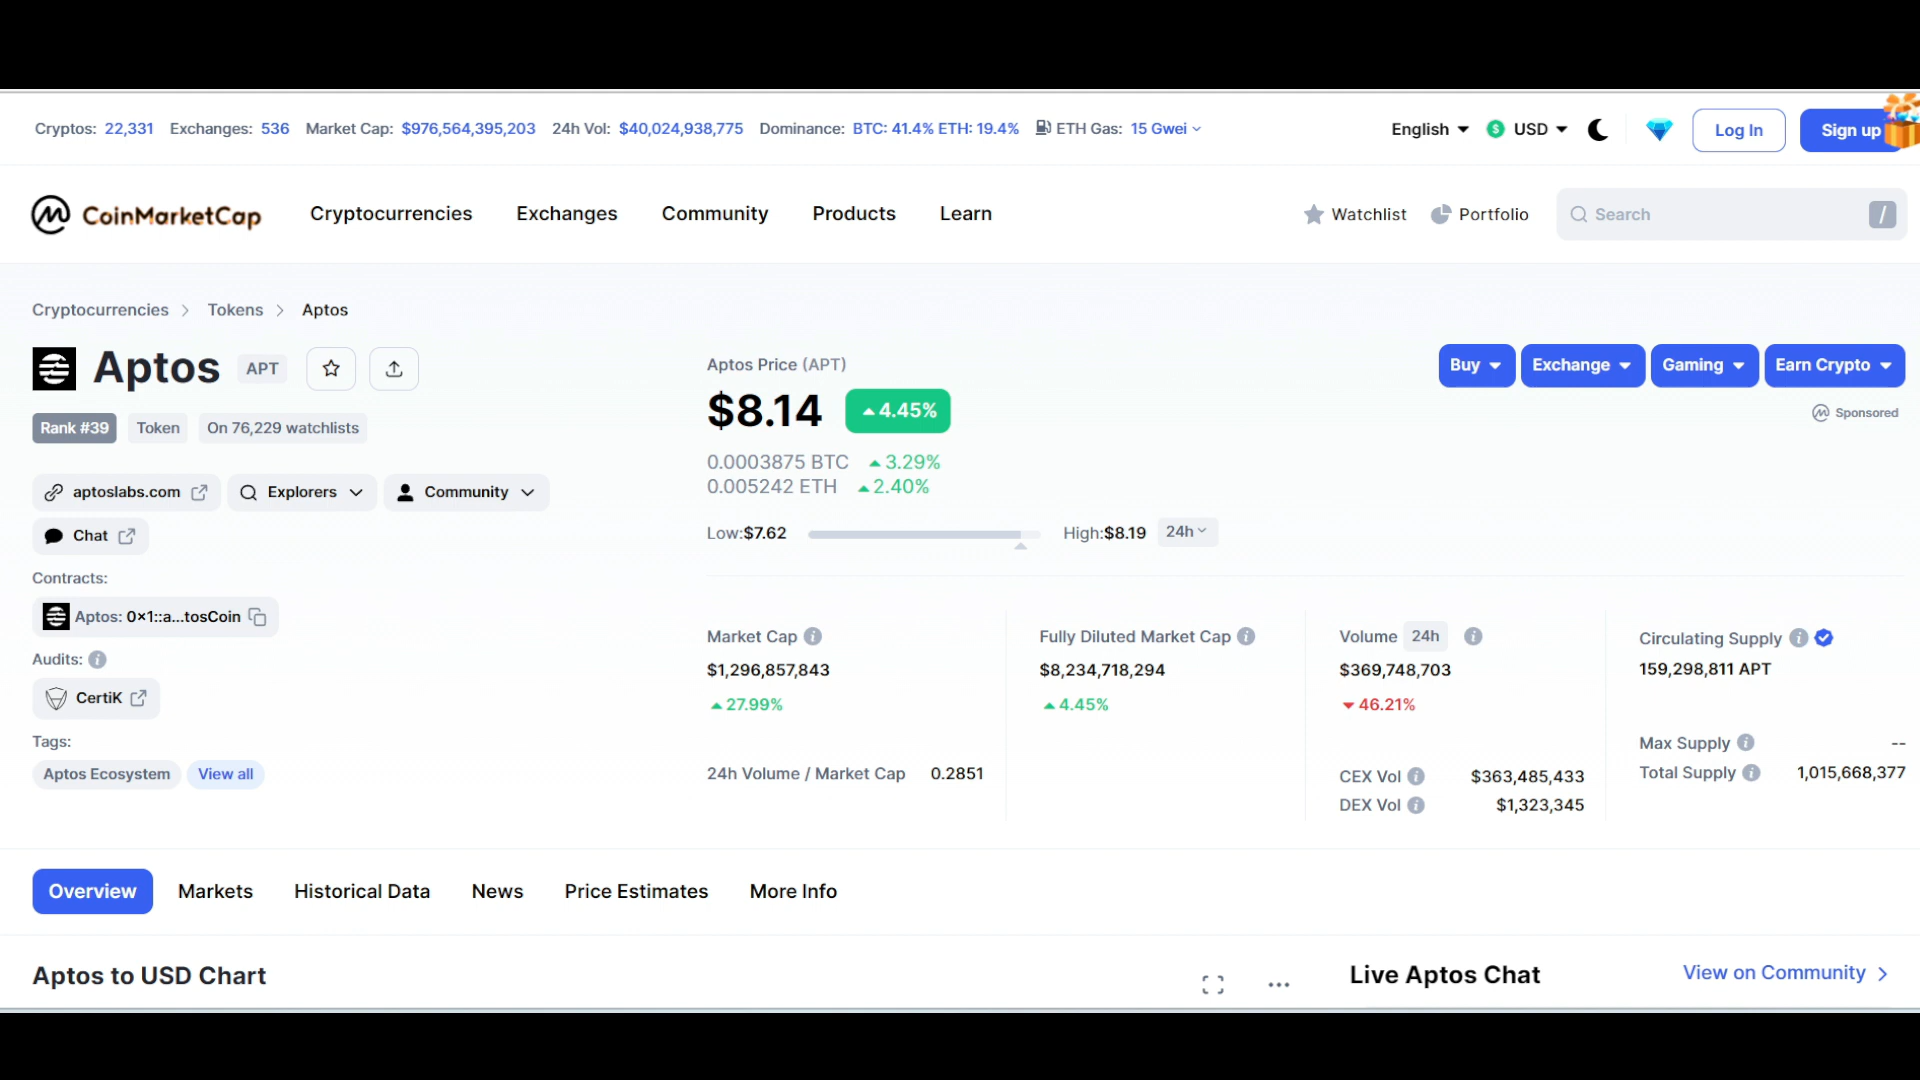 Cryptos: 22,331 Exchanges: 536 Market Cap: $976,564,395,203 24h Vol: $40,024,938,775 Dominance: BTC: 41.4% ETH: 19.4% ETH Gas: 15 Gwei English USD Log In Sign up
CoinMarketCap Cryptocurrencies Exchanges Community Products Learn Watchlist Portfolio Search /
Cryptocurrencies > Tokens > Aptos
Aptos APT
Rank #39 Token On 76,229 watchlists
aptoslabs.com Explorers Community
Chat
Contracts:
Aptos: 0x1::a...tosCoin
Audits:
CertiK
Tags:
Aptos Ecosystem View all
Aptos Price (APT)
$8.14 4.45%
0.0003875 BTC 3.29%
0.005242 ETH 2.40%
Low:$7.62 High:$8.19 24h
Buy Exchange Gaming Earn Crypto
Sponsored
Market Cap
$1,296,857,843
27.99%
24h Volume / Market Cap 0.2851
Fully Diluted Market Cap
$8,234,718,294
4.45%
Volume 24h
$369,748,703
46.21%
CEX Vol $363,485,433
DEX Vol $1,323,345
Circulating Supply
159,298,811 APT
Max Supply --
Total Supply 1,015,668,377
Overview Markets Historical Data News Price Estimates More Info
Aptos to USD Chart
Live Aptos Chat View on Community >